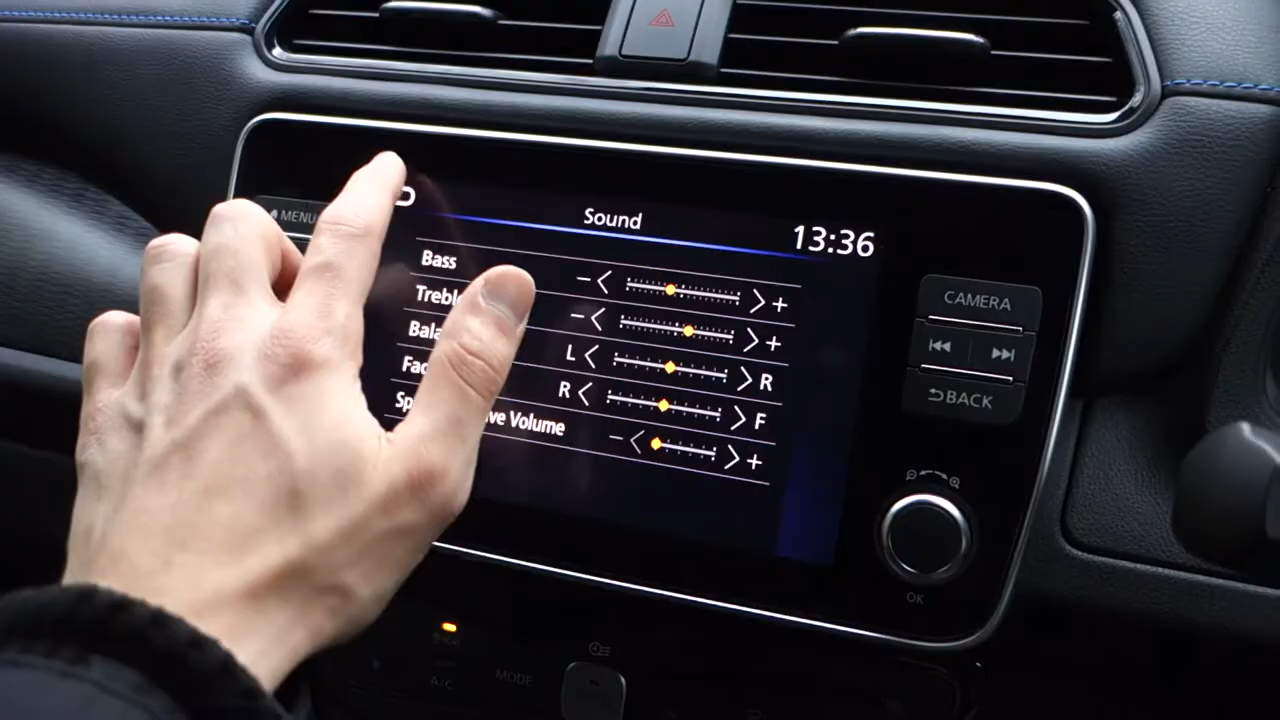 MENU
Sound
13:36
Bass - +
Treble - +
L R
R F
ve Volume - +
CAMERA
BACK
OK
A/C
MODE